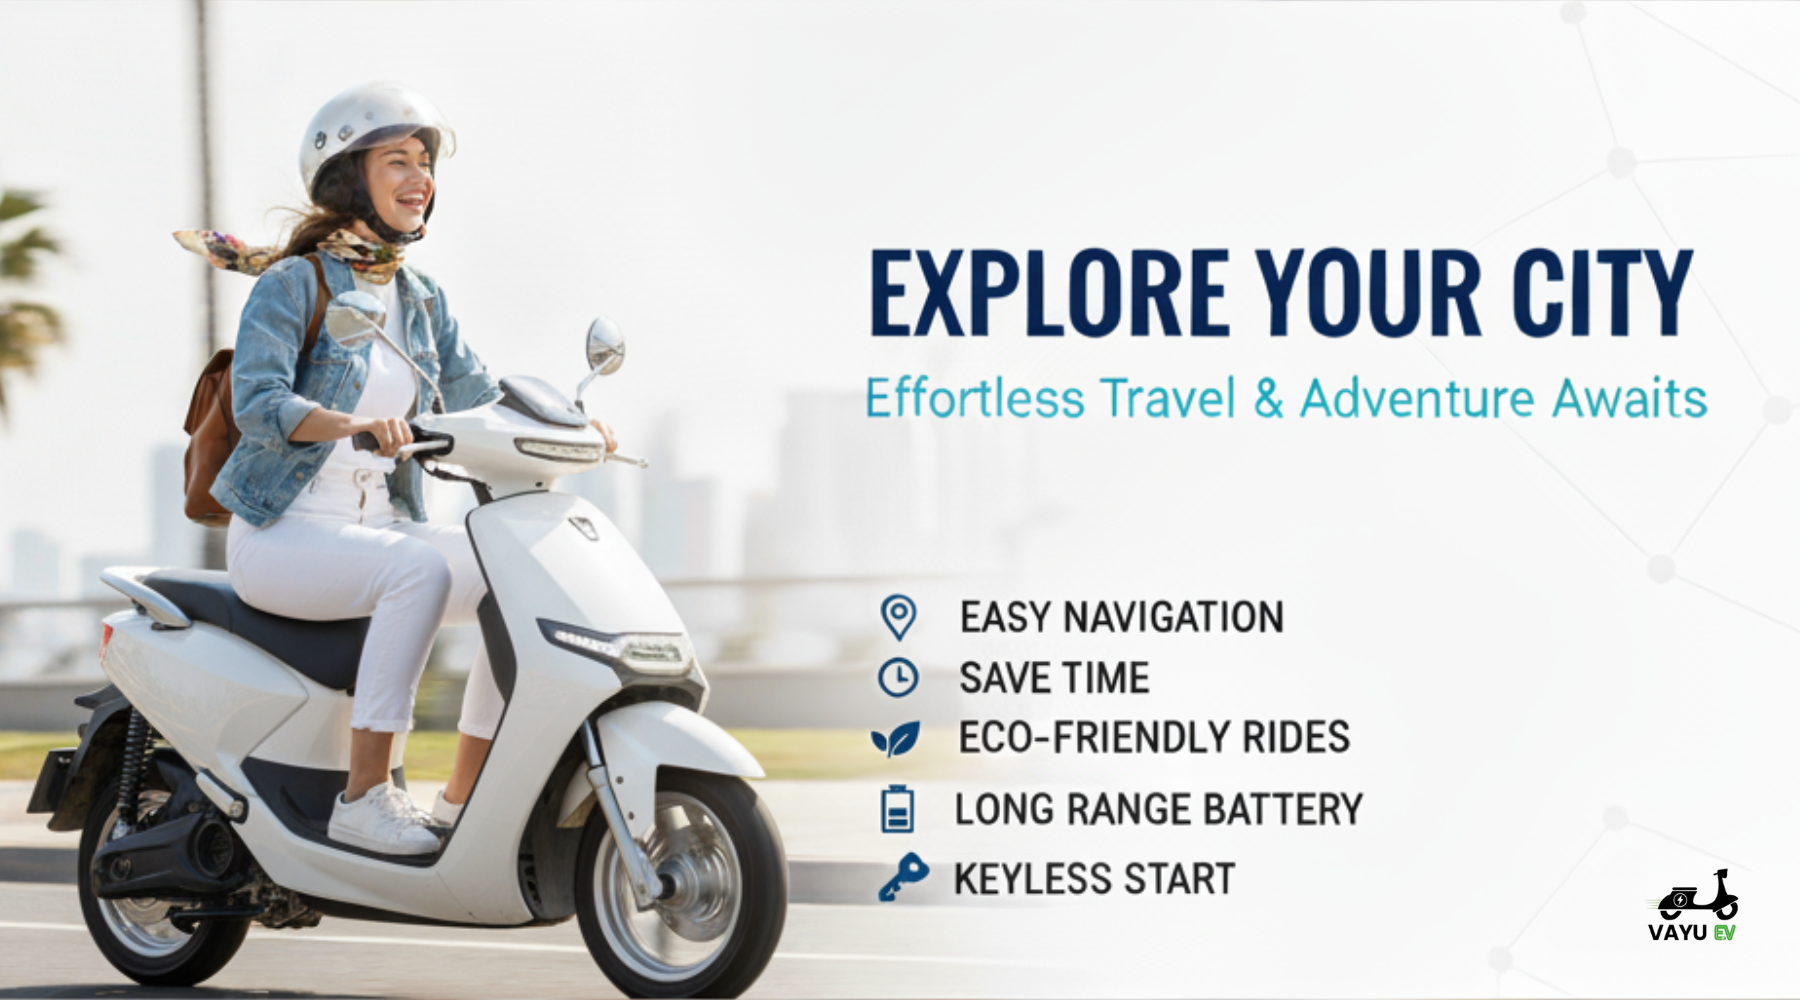 EXPLORE YOUR CITY
Effortless Travel & Adventure Awaits
EASY NAVIGATION
SAVE TIME
ECO-FRIENDLY RIDES
LONG RANGE BATTERY
KEYLESS START
VAYU EV